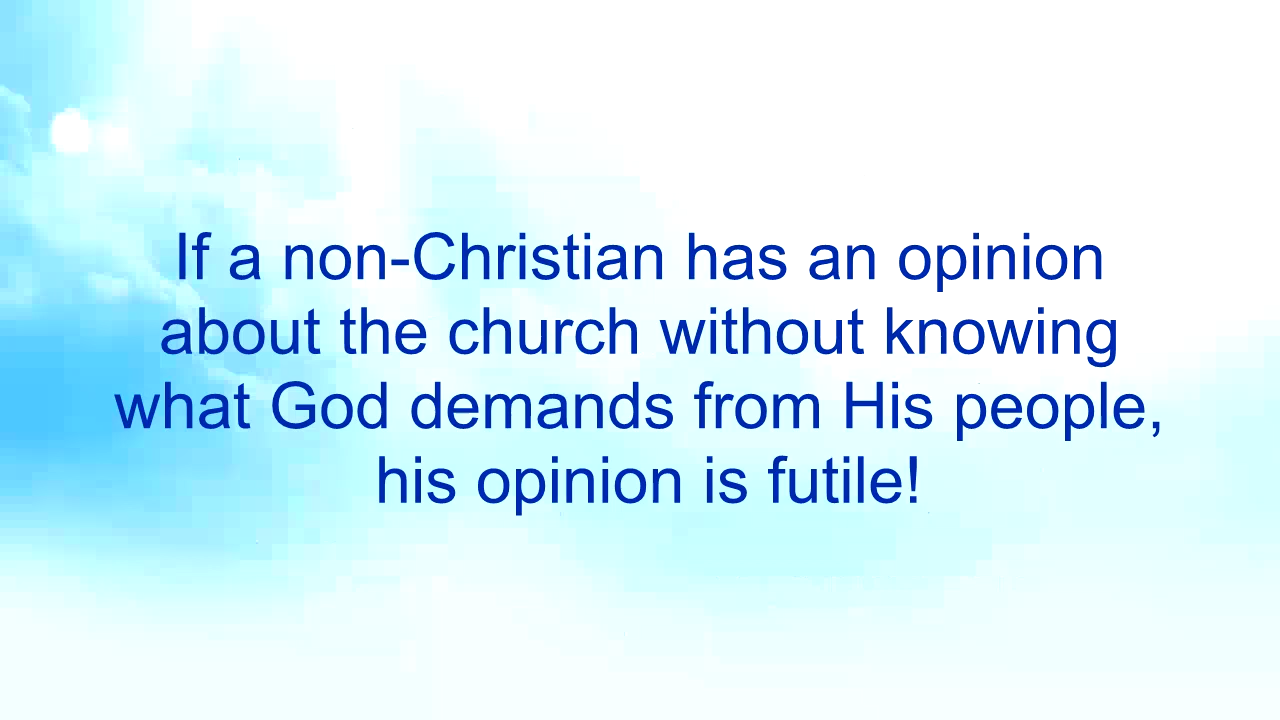 If a non-Christian has an opinion
about the church without knowing
what God demands from His people,
his opinion is futile!